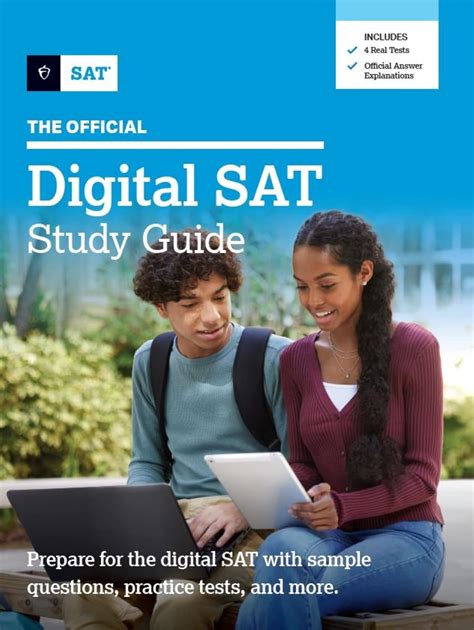 INCLUDES
4 Real Tests
Official Answer
Explanations
SAT
THE OFFICIAL
Digital SAT
Study Guide
Prepare for the digital SAT with sample
questions, practice tests, and more.